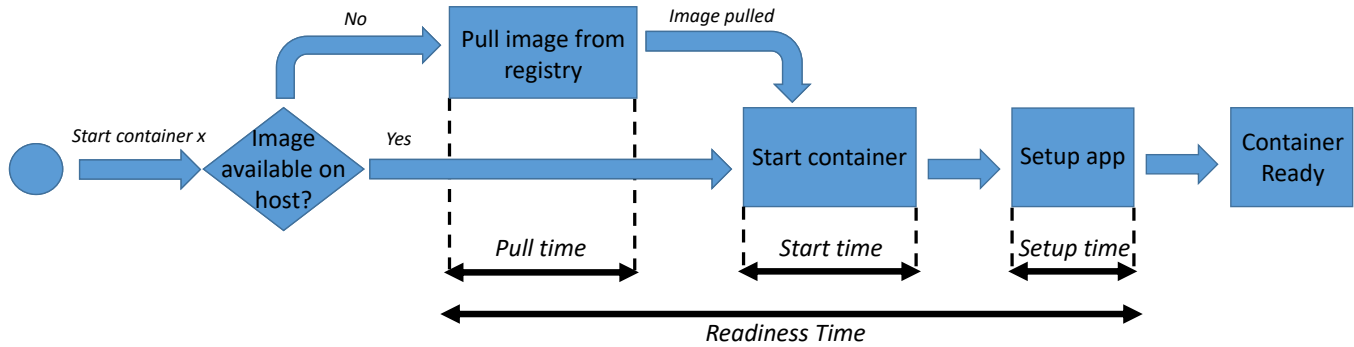 No
Image pulled
Pull image from
registry
Start container x
Image
available on
host?
Yes
Start container
Setup app
Container
Ready
Pull time
Start time
Setup time
Readiness Time